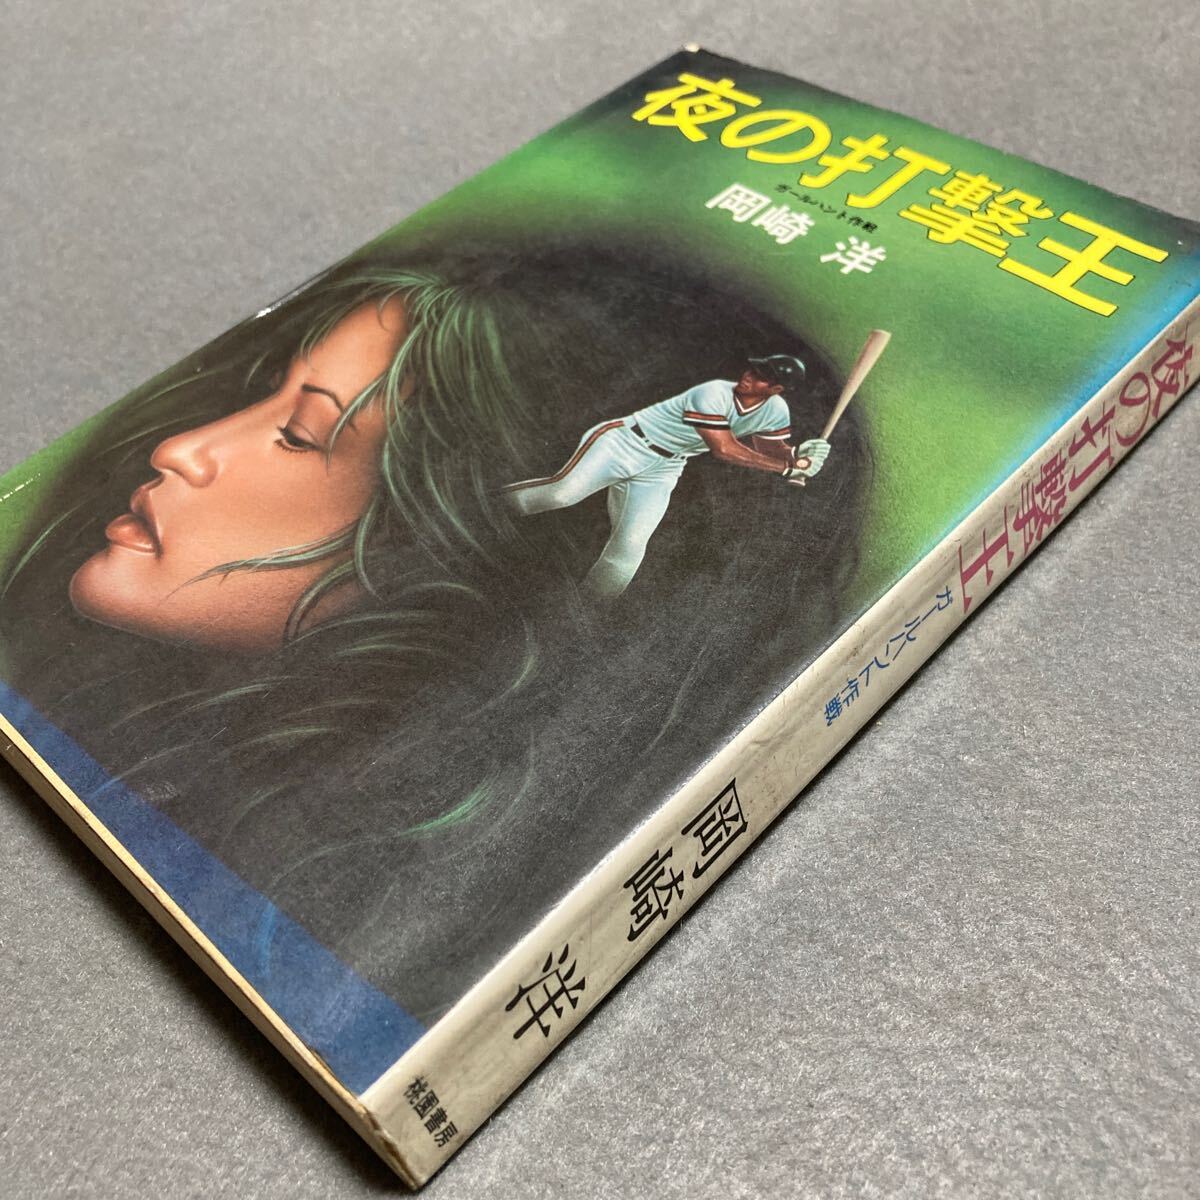 夜の打撃王
ガールハント作戦
岡崎 洋
夜の打撃王
ガールハント作戦
岡崎 洋
桃園書房